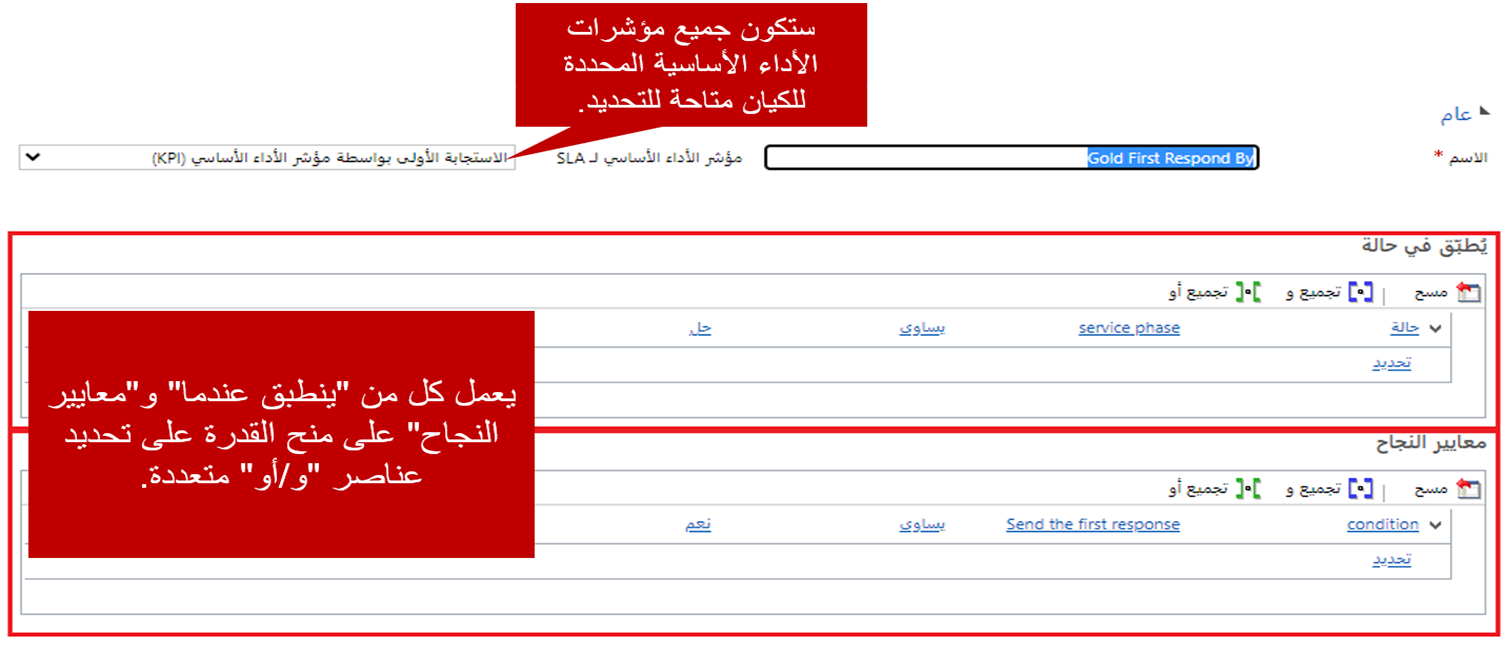 ستكون جميع مؤشرات
الأداء الأساسية المحددة
للكيان متاحة للتحديد.
عام
الاسم *
Gold First Respond By
مؤشر الأداء الأساسي لـ SLA
الاستجابة الأولى بواسطة مؤشر الأداء الأساسي (KPI)
يُطبّق في حالة
مسح | [•] تجميع و ]•[ تجميع أو
حالة service phase يساوي حل
تحديد
يعمل كل من "ينطبق عندما" و"معايير
النجاح" على منح القدرة على تحديد
عناصر "و/أو" متعددة.
معايير النجاح
مسح | [•] تجميع و ]•[ تجميع أو
condition Send the first response يساوي نعم
تحديد